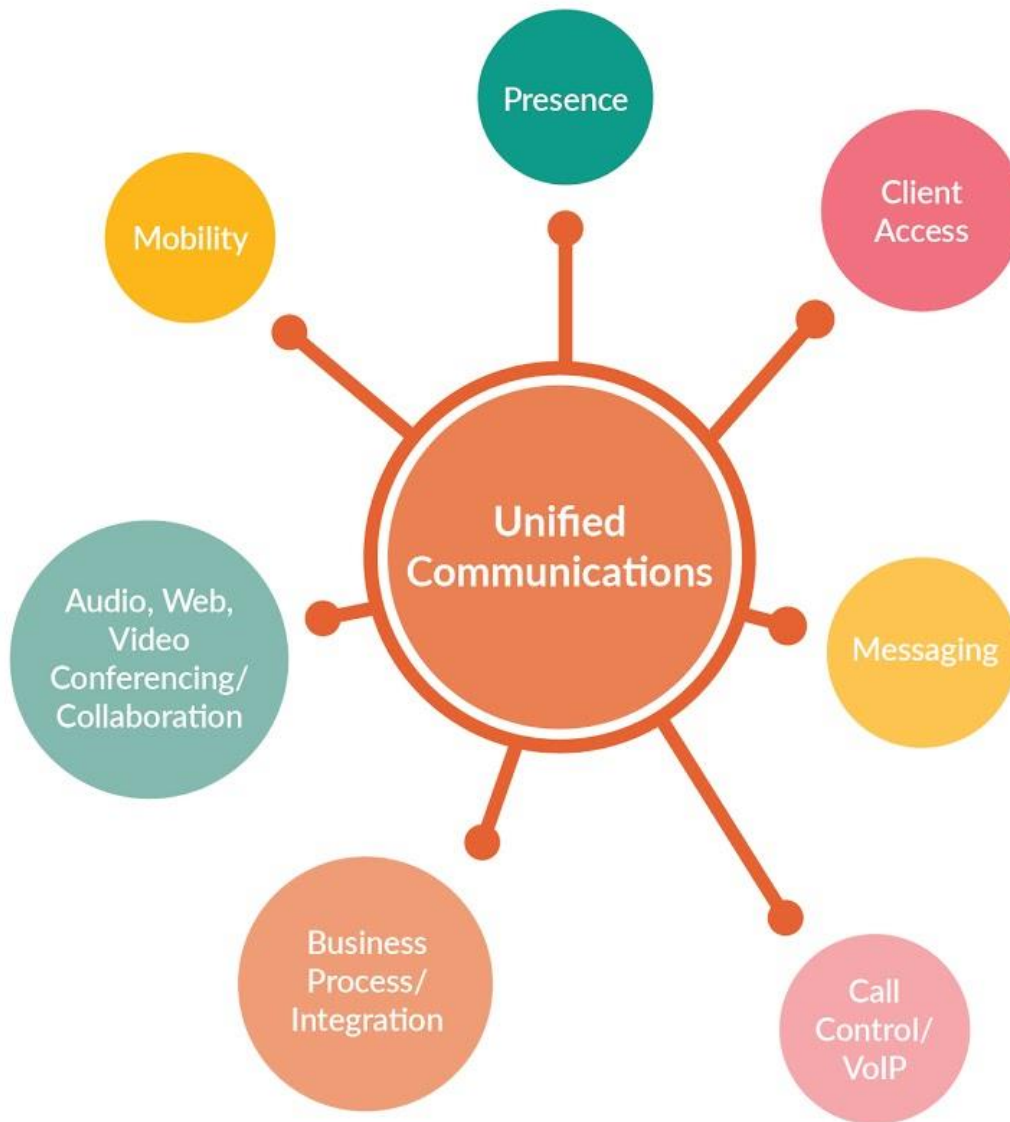 Presence
Client
Access
Mobility
Unified
Communications
Audio, Web,
Video
Conferencing/
Collaboration
Messaging
Business
Process/
Integration
Call
Control/
VoIP